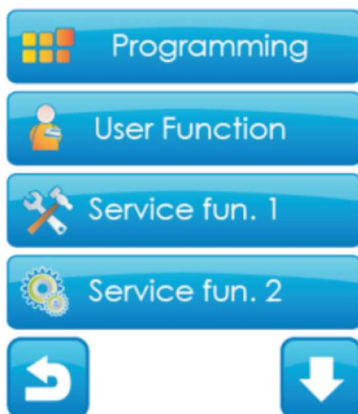 Programming
User Function
Service fun. 1
Service fun. 2